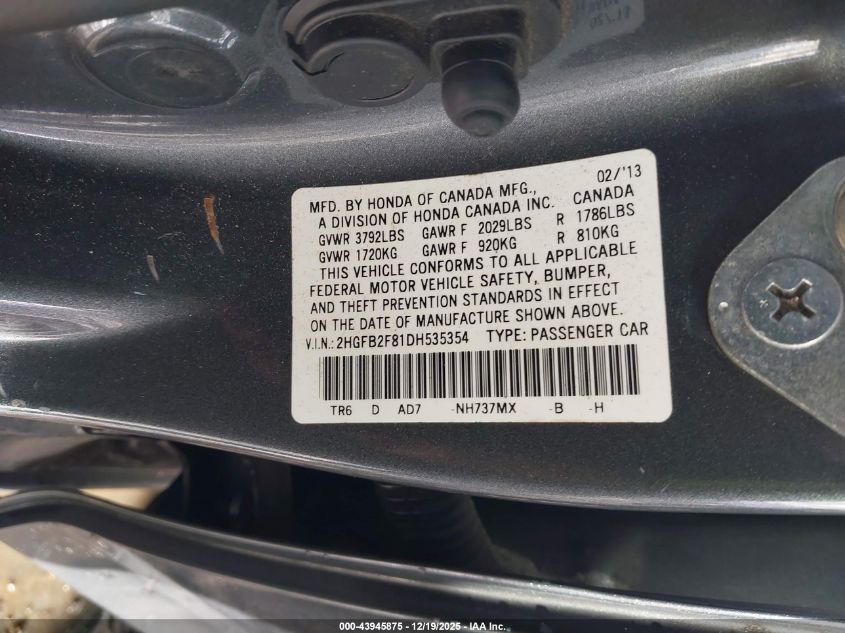 02/'13
MFD. BY HONDA OF CANADA MFG.,
A DIVISION OF HONDA CANADA INC. CANADA
GVWR 3792LBS GAWR F 2029LBS R 1786LBS
GVWR 1720KG GAWR F 920KG R 810KG
THIS VEHICLE CONFORMS TO ALL APPLICABLE
FEDERAL MOTOR VEHICLE SAFETY, BUMPER,
AND THEFT PREVENTION STANDARDS IN EFFECT
ON THE DATE OF MANUFACTURE SHOWN ABOVE.
V.I.N.: 2HGFB2F81DH535354 TYPE: PASSENGER CAR
TR6 D AD7 -NH737MX -B -H
000-43945875 - 12/19/2025 - IAA Inc.